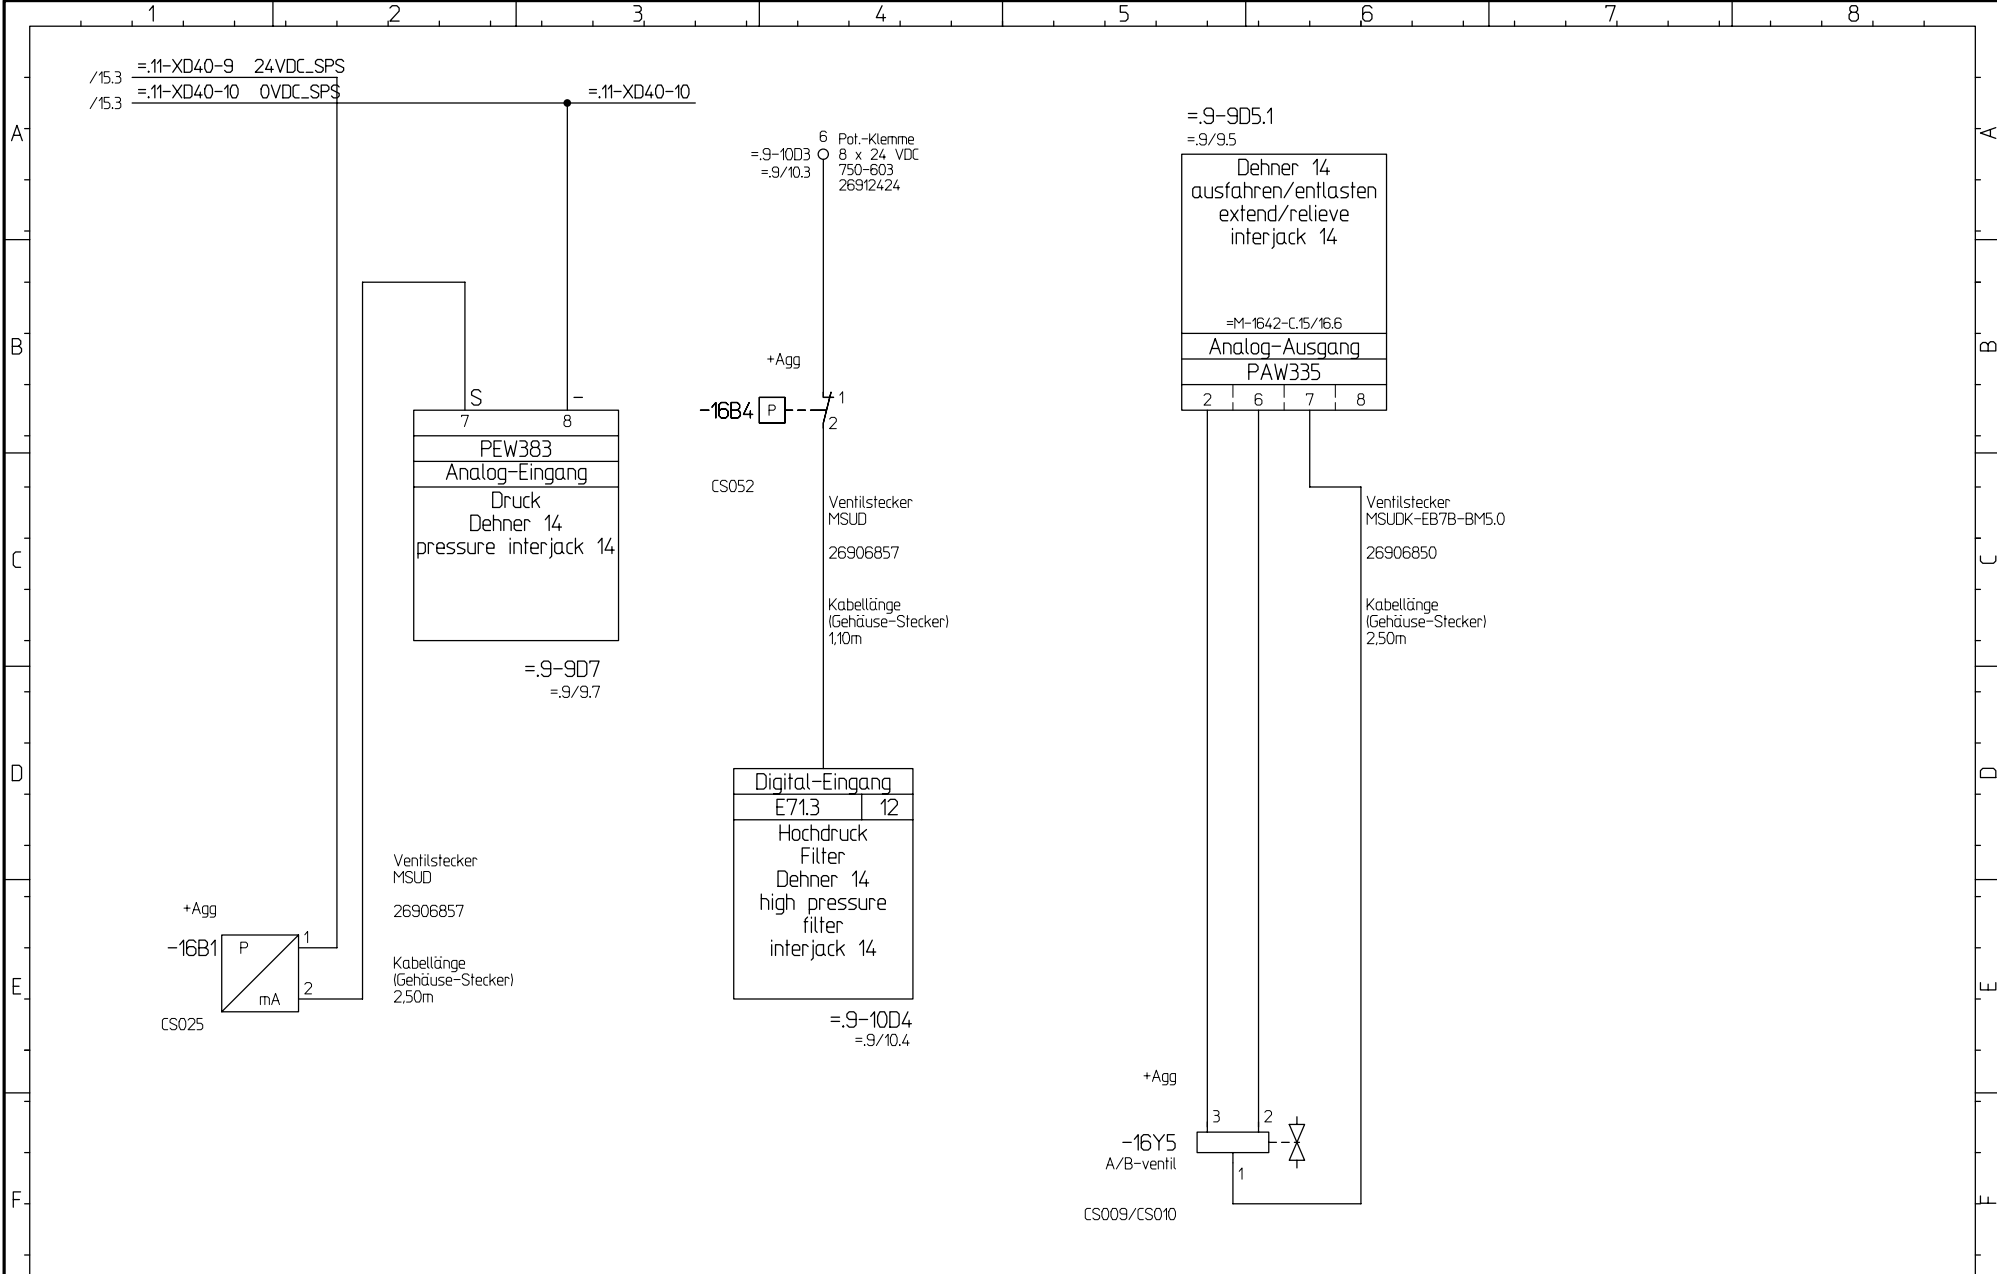 1 2 3 4 5 6 7 8
A
B
C
D
E
F
A
B
C
D
E
F
/15.3 =.11-XD40-9 24VDC_SPS
/15.3 =.11-XD40-10 0VDC_SPS
=.11-XD40-10
S
-
7 8
PEW383
Analog-Eingang
Druck
Dehner 14
pressure interjack 14
=.9-9D7
=.9/9.7
+Agg
-16B1
P
mA
1
2
CS025
Ventilstecker
MSUD
26906857
Kabellänge
(Gehäuse-Stecker)
2,50m
6
=.9-10D3
=.9/10.3
Pot.-Klemme
8 x 24 VDC
750-603
26912424
+Agg
-16B4
P
1
2
CS052
Ventilstecker
MSUD
26906857
Kabellänge
(Gehäuse-Stecker)
1,10m
Digital-Eingang
E71.3 12
Hochdruck
Filter
Dehner 14
high pressure
filter
interjack 14
=.9-10D4
=.9/10.4
=.9-9D5.1
=.9/9.5
Dehner 14
ausfahren/entlasten
extend/relieve
interjack 14
=M-1642-C.15/16.6
Analog-Ausgang
PAW335
2 6 7 8
Ventilstecker
MSUDK-EB7B-BM5.0
26906850
Kabellänge
(Gehäuse-Stecker)
2,50m
+Agg
3 2
-16Y5
A/B-ventil
1
CS009/CS010